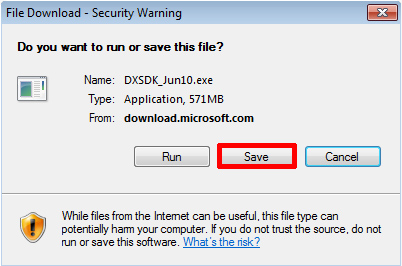 File Download - Security Warning
Do you want to run or save this file?
Name: DXSDK_Jun10.exe
Type: Application, 571MB
From: download.microsoft.com
Run Save Cancel
While files from the Internet can be useful, this file type can
potentially harm your computer. If you do not trust the source, do not
run or save this software. What's the risk?